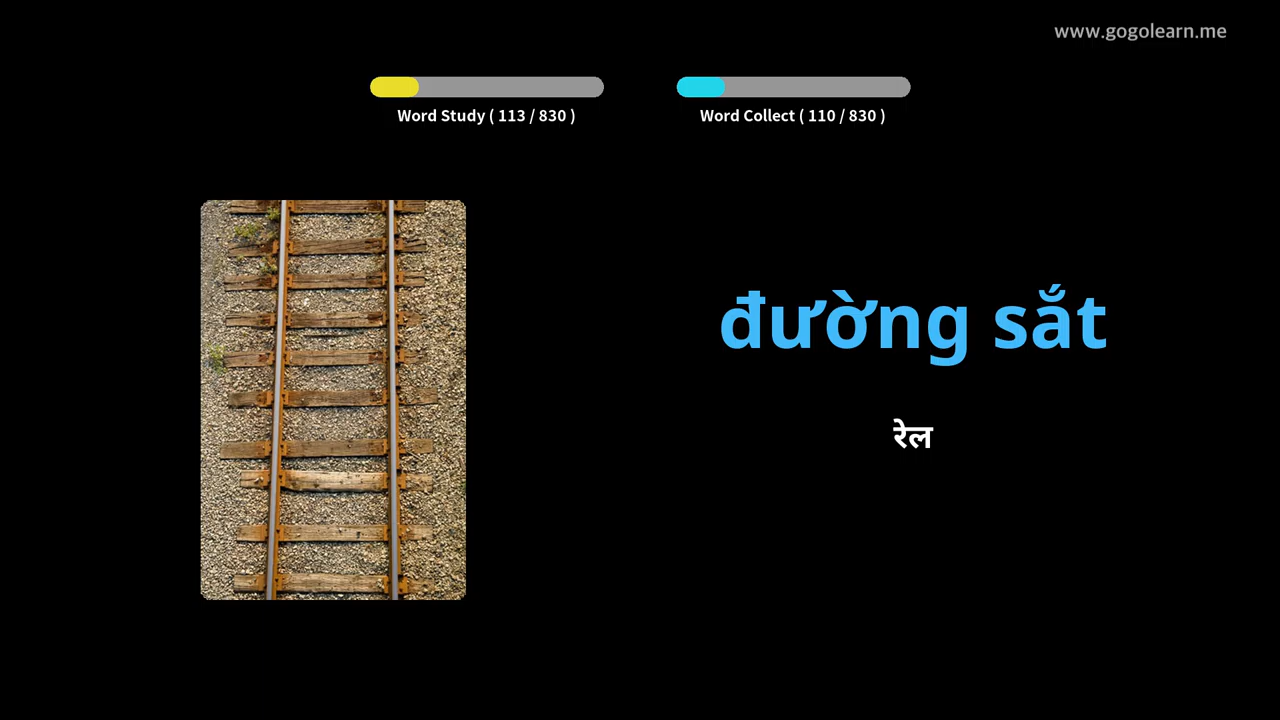 www.gogolearn.me
Word Study ( 113 / 830 )
Word Collect ( 110 / 830 )
đường sắt
रेल